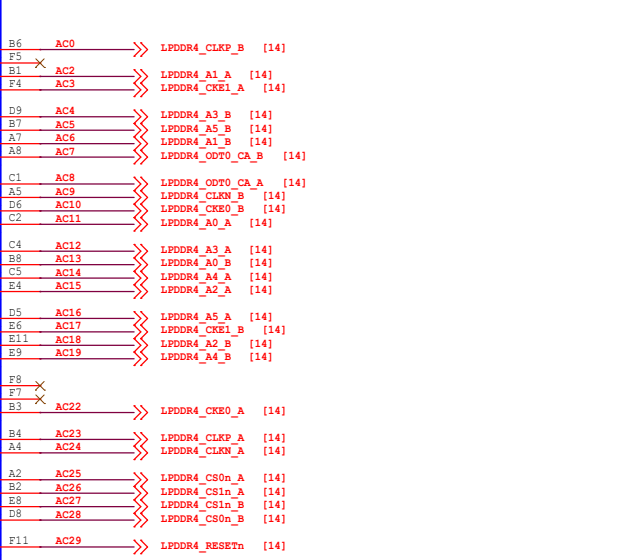 B6 AC0 LPDDR4_CLKP_B [14]
F5
B1 AC2 LPDDR4_A1_A [14]
F4 AC3 LPDDR4_CKE1_A [14]
D9 AC4 LPDDR4_A3_B [14]
B7 AC5 LPDDR4_A5_B [14]
A7 AC6 LPDDR4_A1_B [14]
A8 AC7 LPDDR4_ODT0_CA_B [14]
C1 AC8 LPDDR4_ODT0_CA_A [14]
A5 AC9 LPDDR4_CLKN_B [14]
D6 AC10 LPDDR4_CKE0_B [14]
C2 AC11 LPDDR4_A0_A [14]
C4 AC12 LPDDR4_A3_A [14]
B8 AC13 LPDDR4_A0_B [14]
C5 AC14 LPDDR4_A4_A [14]
E4 AC15 LPDDR4_A2_A [14]
D5 AC16 LPDDR4_A5_A [14]
E6 AC17 LPDDR4_CKE1_B [14]
E11 AC18 LPDDR4_A2_B [14]
E9 AC19 LPDDR4_A4_B [14]
F8
F7
B3 AC22 LPDDR4_CKE0_A [14]
B4 AC23 LPDDR4_CLKP_A [14]
A4 AC24 LPDDR4_CLKN_A [14]
A2 AC25 LPDDR4_CS0n_A [14]
B2 AC26 LPDDR4_CS1n_A [14]
E8 AC27 LPDDR4_CS1n_B [14]
D8 AC28 LPDDR4_CS0n_B [14]
F11 AC29 LPDDR4_RESETn [14]